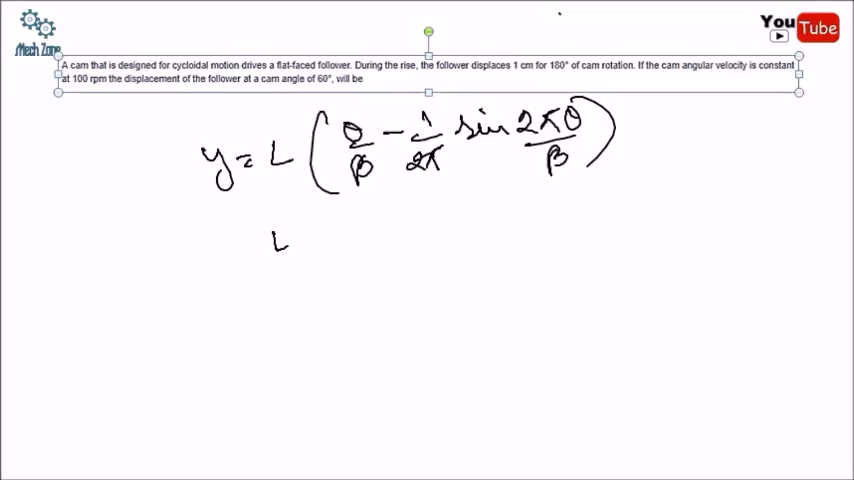 Mech Zone
You Tube
A cam that is designed for cycloidal motion drives a flat-faced follower. During the rise, the follower displaces 1 cm for 180° of cam rotation. If the cam angular velocity is constant
at 100 rpm the displacement of the follower at a cam angle of 60°, will be
y = L ( θ/β − 1/2π sin 2πθ/β )
L